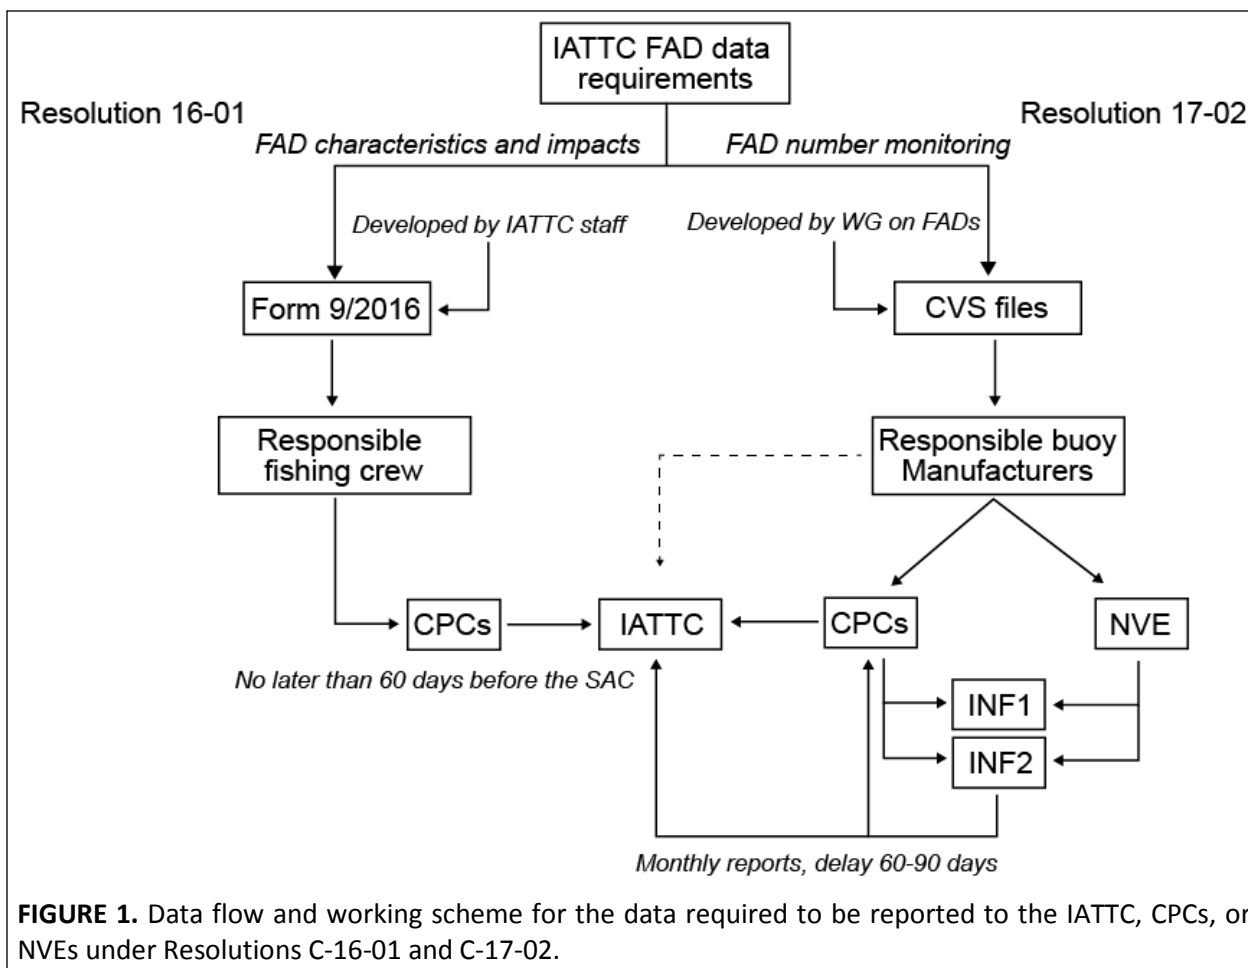 IATTC FAD data
requirements
Resolution 16-01
Resolution 17-02
FAD characteristics and impacts
FAD number monitoring
Developed by IATTC staff
Developed by WG on FADs
Form 9/2016
CVS files
Responsible
fishing crew
Responsible buoy
Manufacturers
CPCs
IATTC
CPCs
NVE
No later than 60 days before the SAC
INF1
INF2
Monthly reports, delay 60-90 days
FIGURE 1. Data flow and working scheme for the data required to be reported to the IATTC, CPCs, or
NVEs under Resolutions C-16-01 and C-17-02.